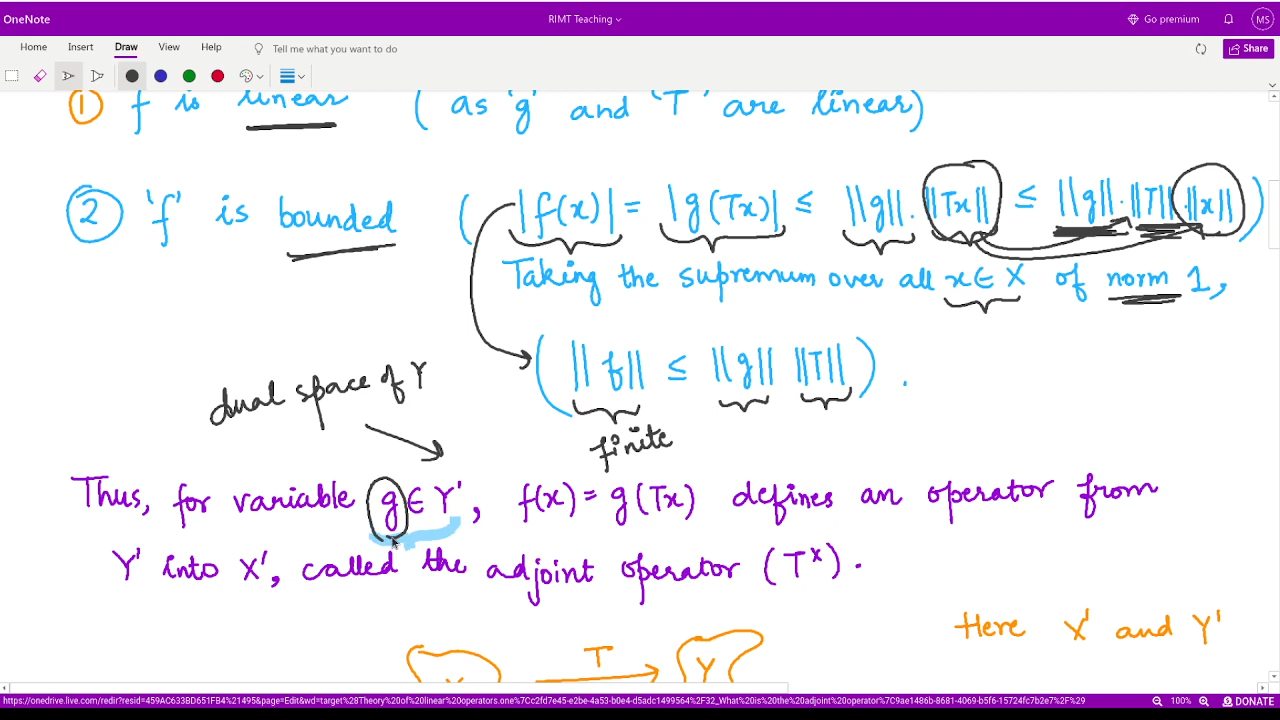 OneNote
RIMT Teaching
Go premium
MS
Home Insert Draw View Help Tell me what you want to do
Share
① f is linear (as 'g' and 'T' are linear)
② 'f' is bounded ( |f(x)| = |g(Tx)| ≤ ||g||.||Tx|| ≤ ||g||.||T||.||x|| )
Taking the supremum over all x ∈ X of norm 1,
( ||f|| ≤ ||g|| ||T|| ).
dual space of Y
finite
Thus, for variable g ∈ Y', f(x) = g(Tx) defines an operator from
Y' into X', called the adjoint operator (T^x).
Here X' and Y'
T
Y
100%
DONATE